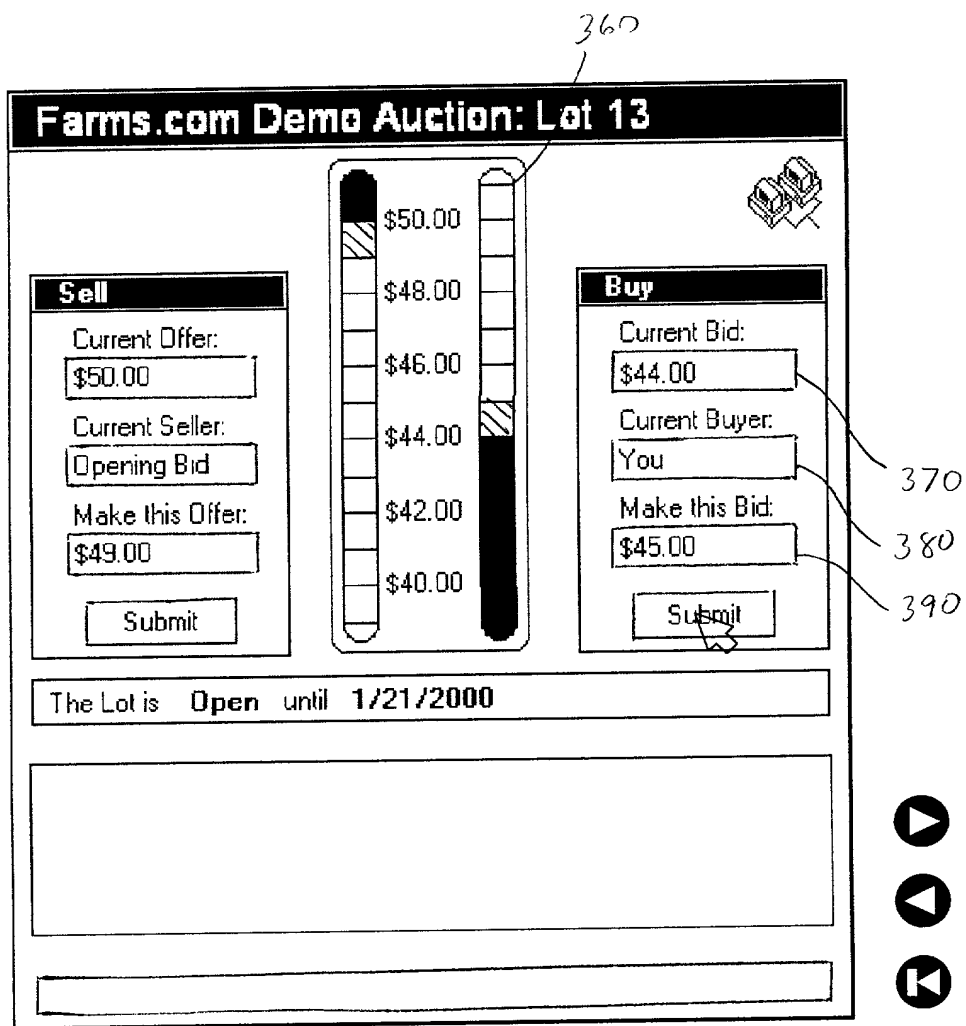 360
Farms.com Demo Auction: Lot 13
$50.00
$48.00
$46.00
$44.00
$42.00
$40.00
Sell
Current Offer:
$50.00
Current Seller:
Opening Bid
Make this Offer:
$49.00
Submit
Buy
Current Bid:
$44.00
Current Buyer:
You
Make this Bid:
$45.00
Submit
370
380
390
The Lot is Open until 1/21/2000